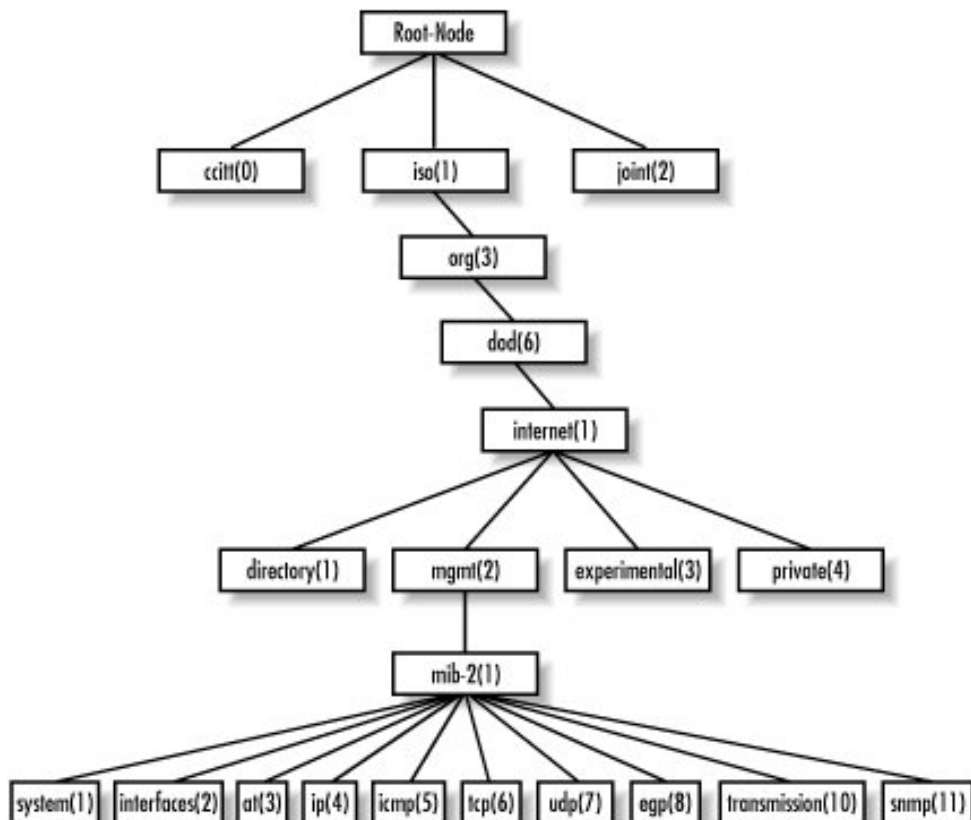 Root-Node
ccitt(0) iso(1) joint(2)
org(3)
dod(6)
internet(1)
directory(1) mgmt(2) experimental(3) private(4)
mib-2(1)
system(1) interfaces(2) at(3) ip(4) icmp(5) tcp(6) udp(7) egp(8) transmission(10) snmp(11)